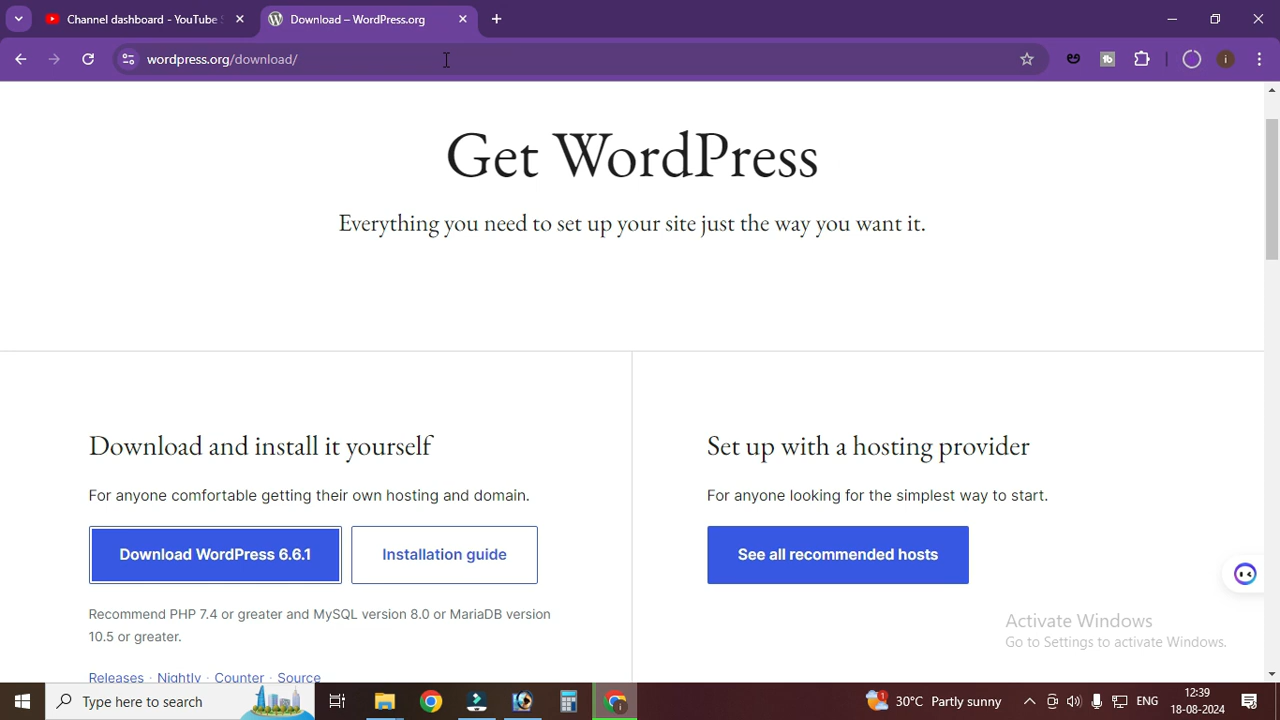 Channel dashboard - YouTube
Download – WordPress.org
wordpress.org/download/
i
Get WordPress
Everything you need to set up your site just the way you want it.
Download and install it yourself
For anyone comfortable getting their own hosting and domain.
Download WordPress 6.6.1
Installation guide
Recommend PHP 7.4 or greater and MySQL version 8.0 or MariaDB version
10.5 or greater.
Releases · Nightly · Counter · Source
Set up with a hosting provider
For anyone looking for the simplest way to start.
See all recommended hosts
Activate Windows
Go to Settings to activate Windows.
Type here to search
1
30°C Partly sunny
ENG
12:39
18-08-2024